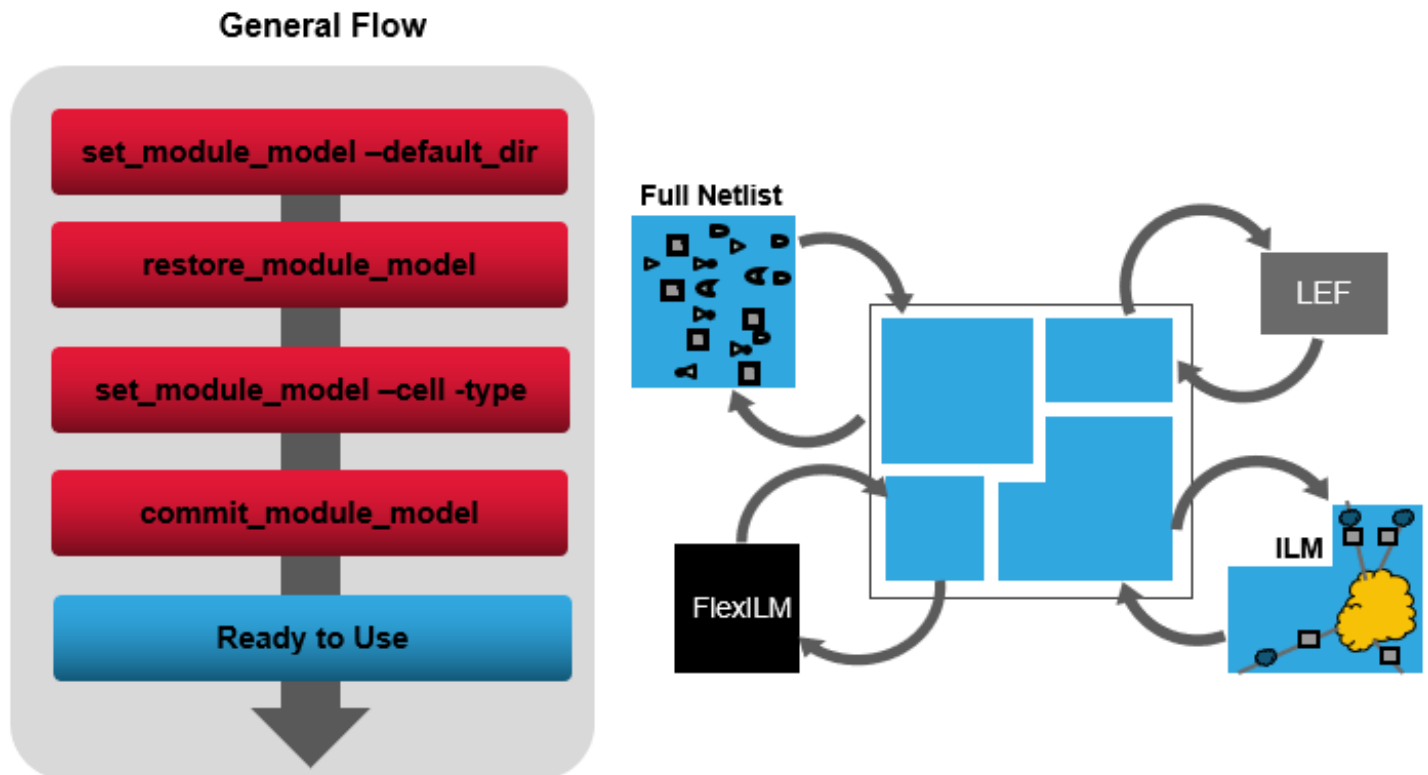 General Flow
set_module_model –default_dir
restore_module_model
set_module_model –cell -type
commit_module_model
Ready to Use
Full Netlist
LEF
FlexILM
ILM